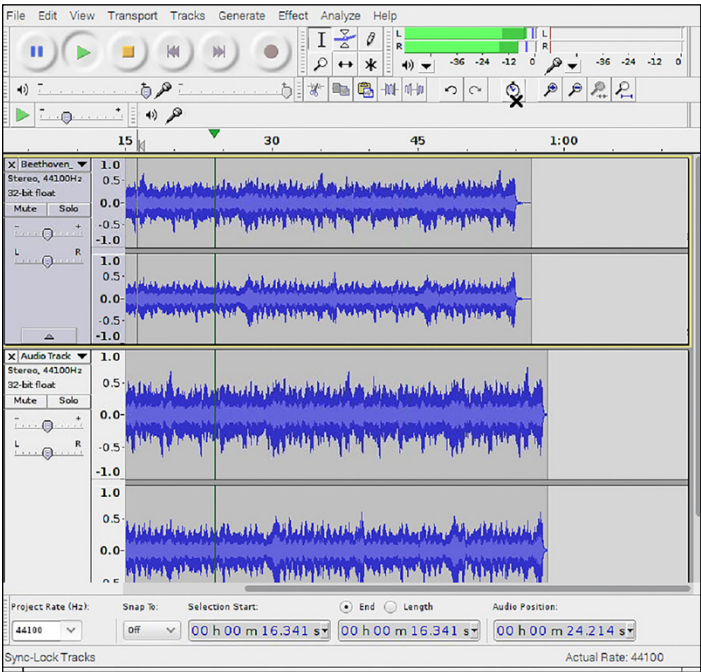 File Edit View Transport Tracks Generate Effect Analyze Help
L
R
-36 -24 -12 0
L
R
-36 -24 -12 0
15 30 45 1:00
X Beethoven_
Stereo, 44100Hz
32-bit float
Mute Solo
- +
L R
1.0
0.5
0.0
-0.5
-1.0
1.0
0.5
0.0
-0.5
-1.0
X Audio Track
Stereo, 44100Hz
32-bit float
Mute Solo
- +
L R
1.0
0.5
0.0
-0.5
-1.0
1.0
0.5
0.0
Project Rate (Hz): Snap To: Selection Start: End Length Audio Position:
44100 Off 00 h 00 m 16.341 s 00 h 00 m 16.341 s 00 h 00 m 24.214 s
Sync-Lock Tracks Actual Rate: 44100